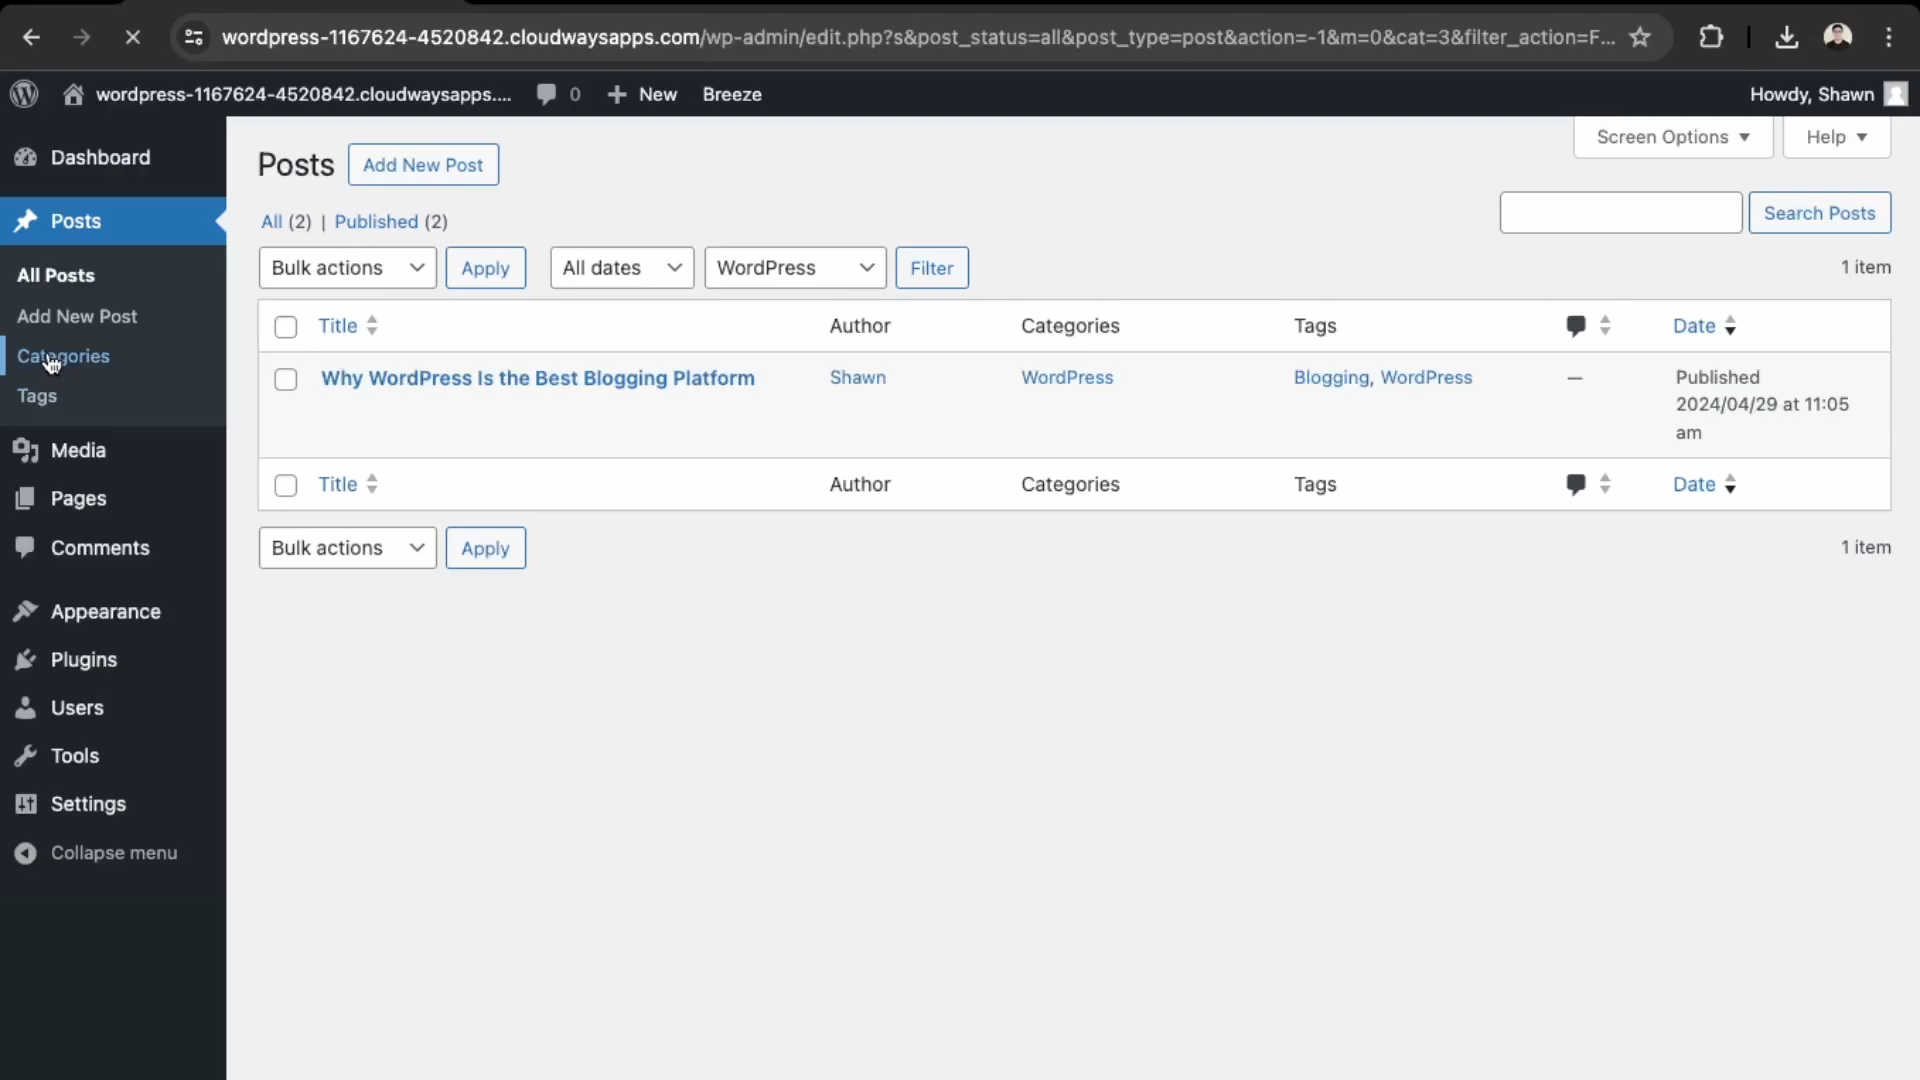 wordpress-1167624-4520842.cloudwaysapps.com/wp-admin/edit.php?s&post_status=all&post_type=post&action=-1&m=0&cat=3&filter_action=F...
wordpress-1167624-4520842.cloudwaysapps.... 0 New Breeze Howdy, Shawn
Dashboard
Posts
All Posts
Add New Post
Categories
Tags
Media
Pages
Comments
Appearance
Plugins
Users
Tools
Settings
Collapse menu
Screen Options Help
Posts Add New Post
All (2) | Published (2)
Search Posts
Bulk actions Apply All dates WordPress Filter 1 item
Title Author Categories Tags Date
Why WordPress Is the Best Blogging Platform Shawn WordPress Blogging, WordPress — Published
2024/04/29 at 11:05
am
Title Author Categories Tags Date
Bulk actions Apply 1 item